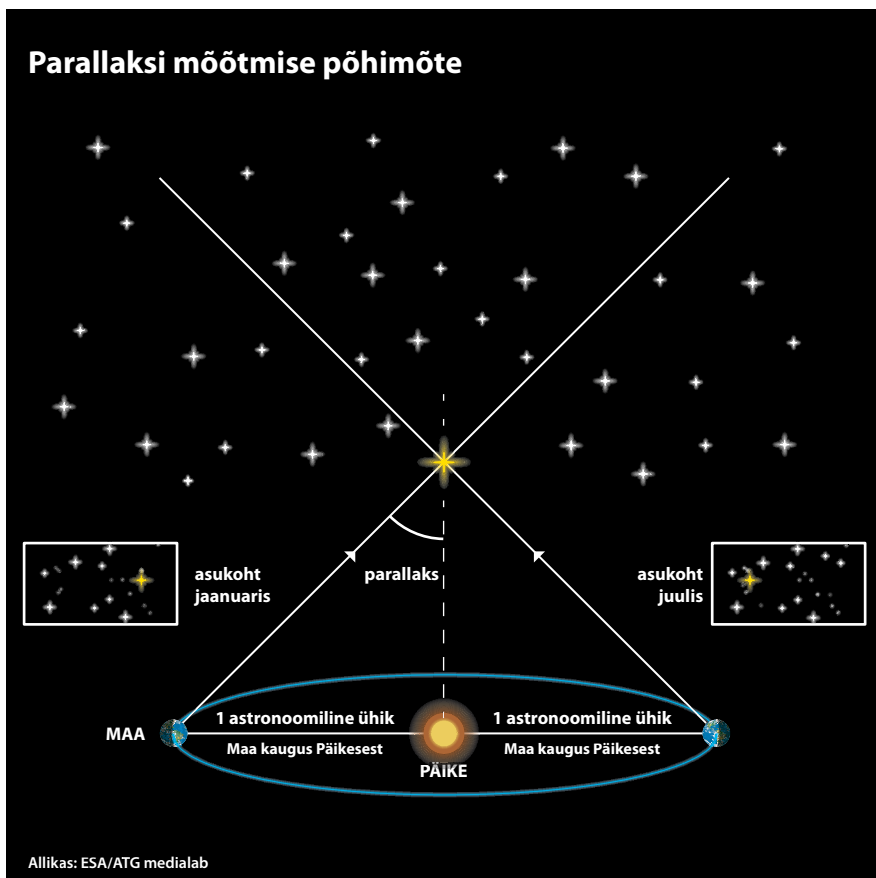 Parallaksi mõõtmise põhimõte
asukoht
jaanuaris
parallaks
asukoht
juulis
MAA
1 astronoomiline ühik
1 astronoomiline ühik
Maa kaugus Päikesest
Maa kaugus Päikesest
PÄIKE
Allikas: ESA/ATG medialab